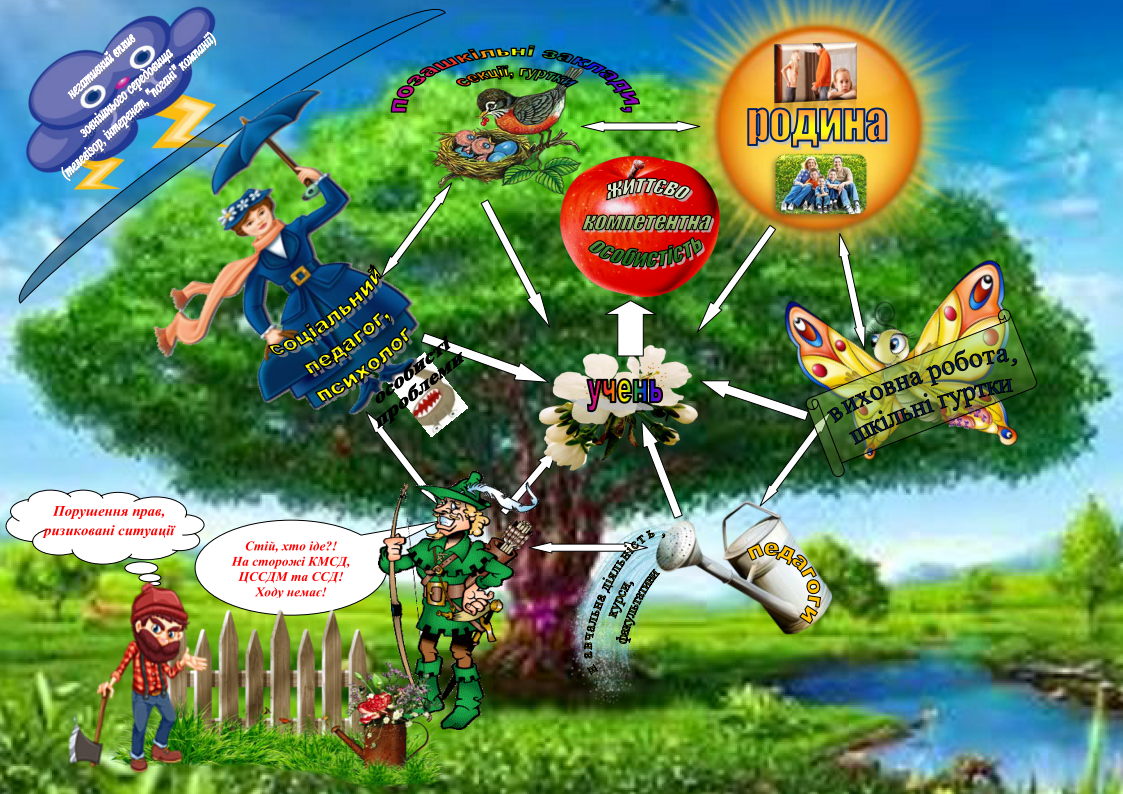 негативний вплив
зовнішнього середовища
(телевізор, інтернет, "погані" компанії)
позашкільні заклади,
секції, гуртки
родина
життєво
компетентна
особистість
соціальний
педагог,
психолог
особисті
проблеми
учень
виховна робота,
шкільні гуртки
Порушення прав,
ризиковані ситуації
Стій, хто іде?!
На сторожі КМСД,
ЦССДМ та ССД!
Ходу немає!
педагоги
навчальна діяльність,
курси,
факультативи